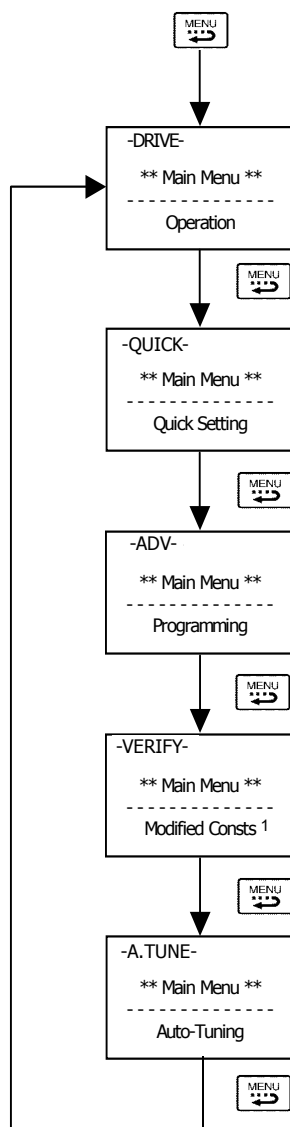 MENU
-DRIVE-
** Main Menu **
- - - - - - - - - - - - - -
Operation
MENU
-QUICK-
** Main Menu **
- - - - - - - - - - - - - -
Quick Setting
MENU
-ADV-
** Main Menu **
- - - - - - - - - - - - - -
Programming
MENU
-VERIFY-
** Main Menu **
- - - - - - - - - - - - - -
Modified Consts 1
MENU
-A.TUNE-
** Main Menu **
- - - - - - - - - - - - - -
Auto-Tuning
MENU